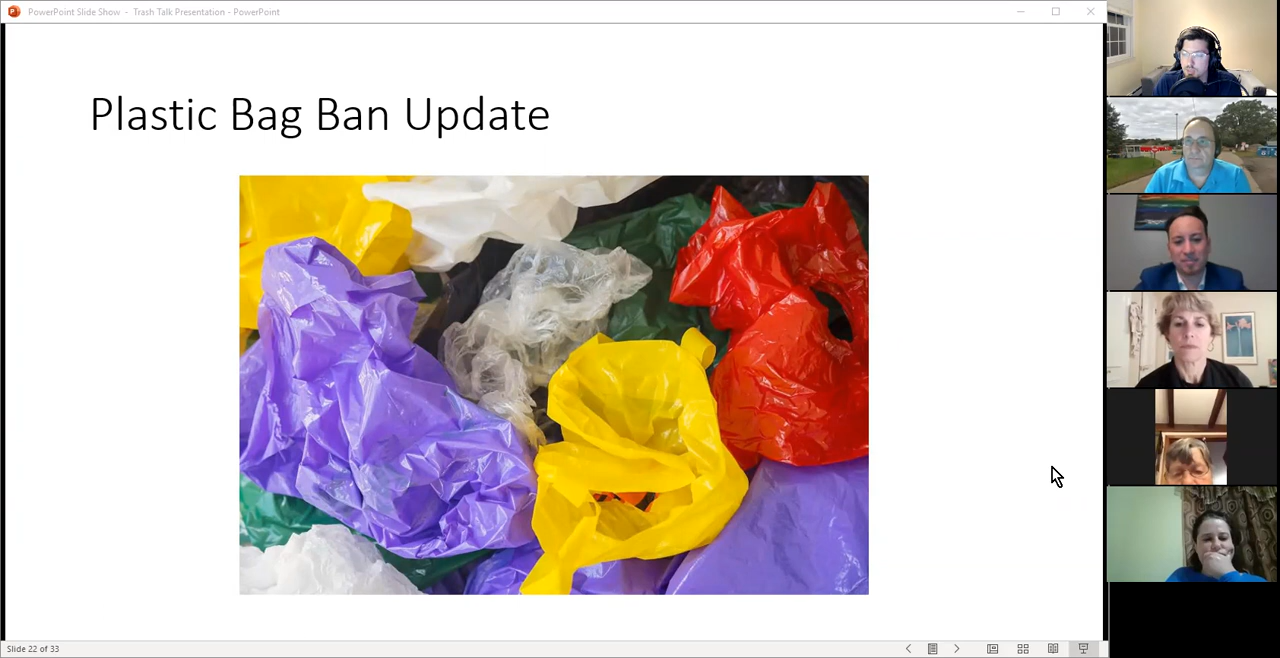 PowerPoint Slide Show - Trash Talk Presentation - PowerPoint
Plastic Bag Ban Update
Slide 22 of 33